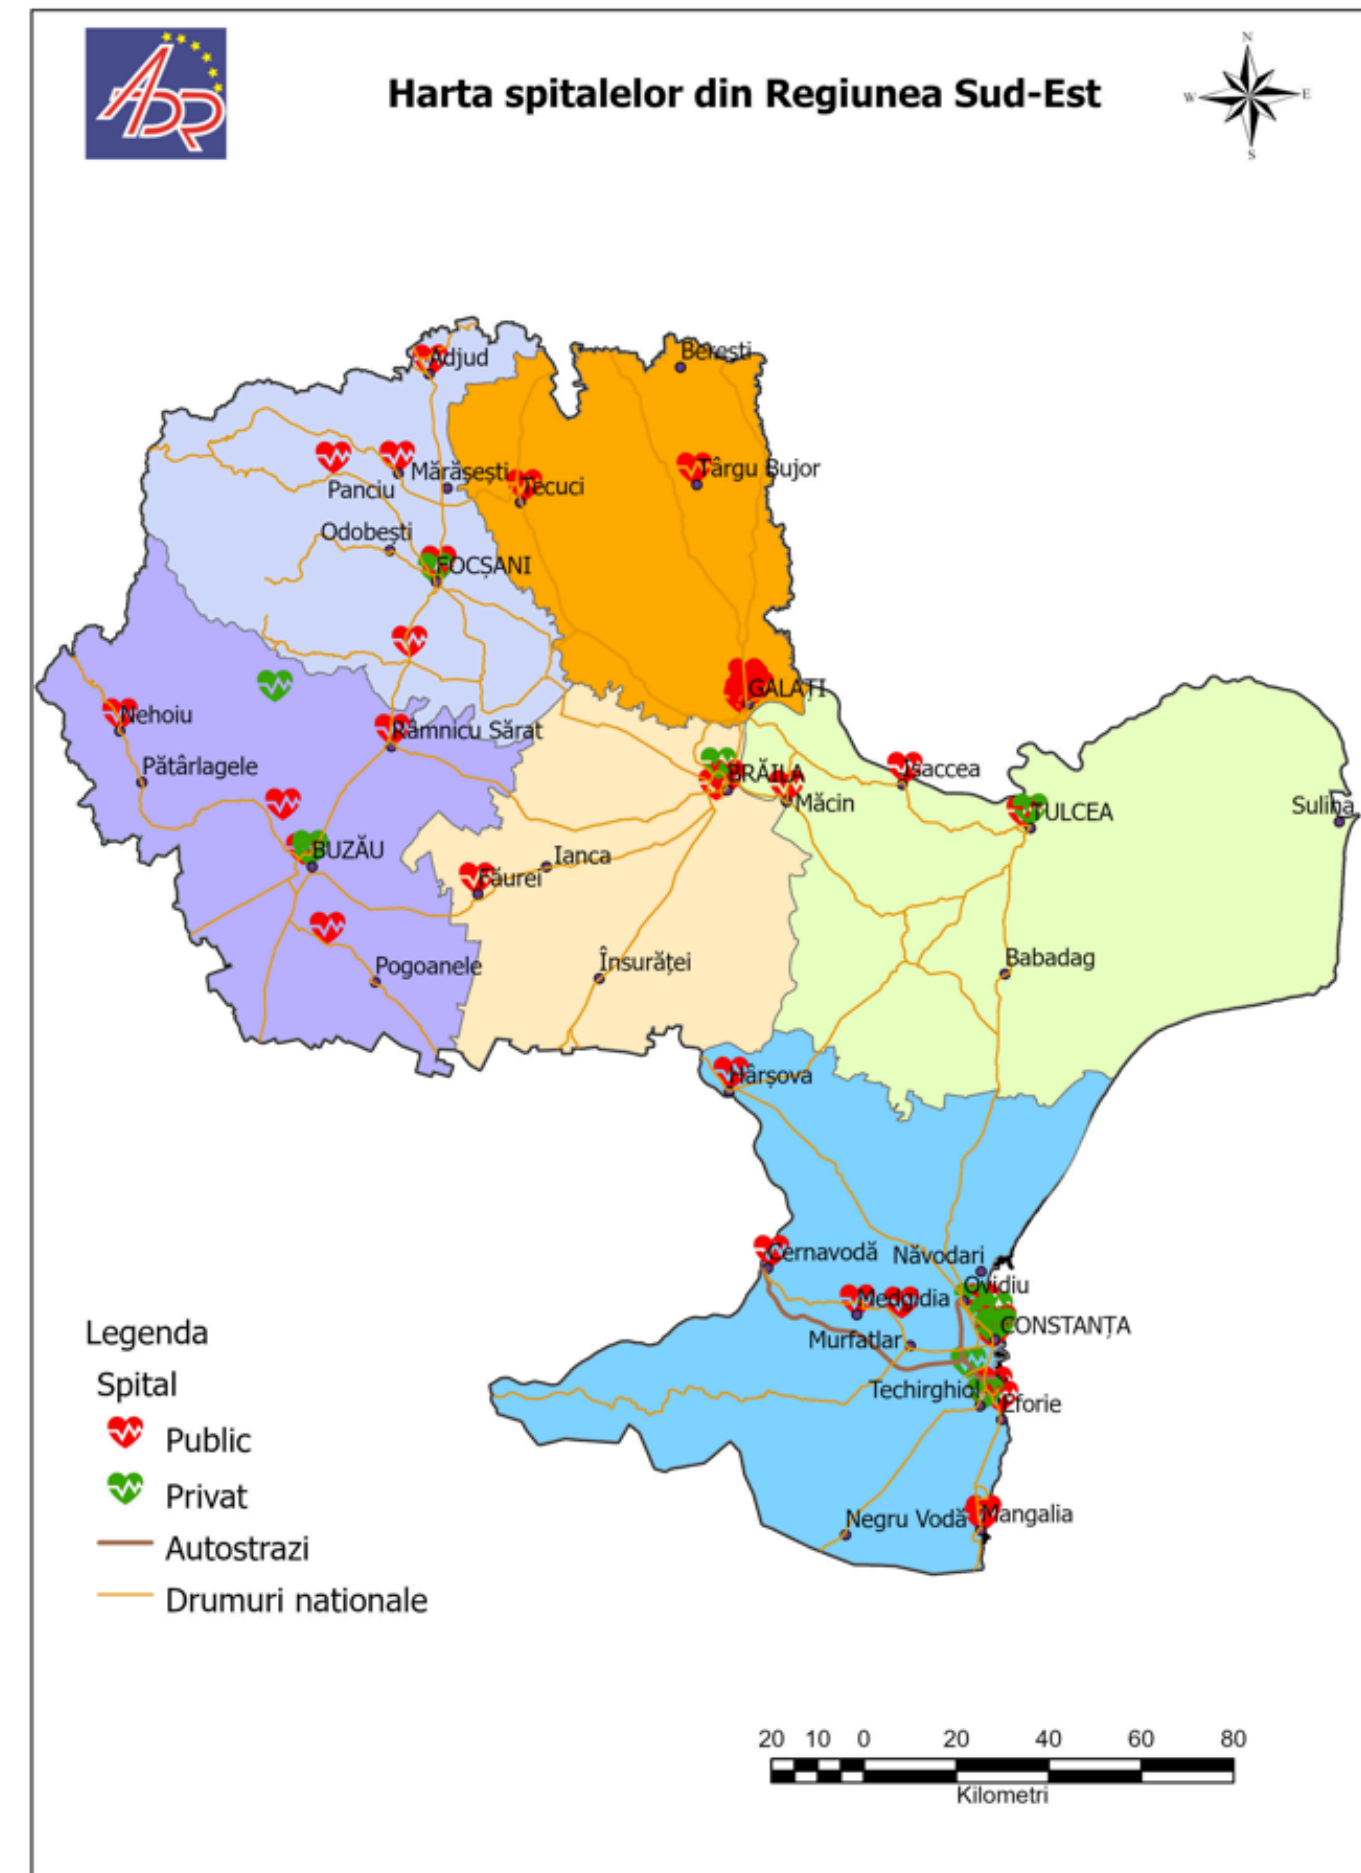 ADR
Harta spitalelor din Regiunea Sud-Est
N
W
E
S
Adjud
Berești
Mărășești
Târgu Bujor
Panciu
Tecuci
Odobești
FOCȘANI
GALAȚI
Nehoiu
Râmnicu Sărat
Pătârlagele
BRĂILA
Isaccea
Măcin
TULCEA
Sulina
BUZĂU
Ianca
Făurei
Pogoanele
Însurăței
Babadag
Hârșova
Cernavodă
Năvodari
Ovidiu
Medgidia
CONSTANȚA
Murfatlar
Techirghiol
Eforie
Negru Vodă
Mangalia
Legenda
Spital
Public
Privat
Autostrazi
Drumuri nationale
20 10 0 20 40 60 80
Kilometri